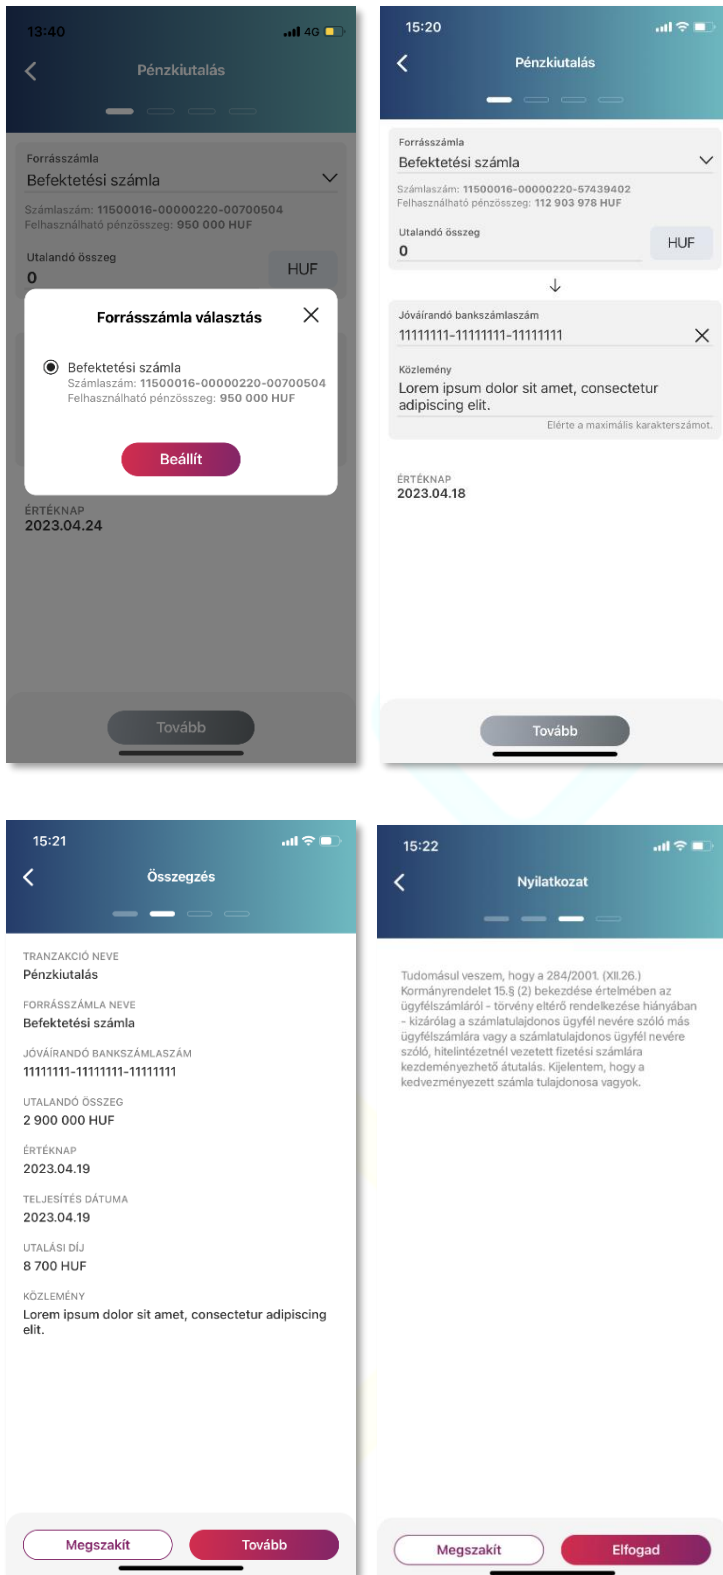 13:40
4G
Pénzkiutalás
Forrásszámla
Befektetési számla
Számlaszám: 11500016-00000220-00700504
Felhasználható pénzösszeg: 950 000 HUF
Utalandó összeg
0
HUF
Forrásszámla választás
Befektetési számla
Számlaszám: 11500016-00000220-00700504
Felhasználható pénzösszeg: 950 000 HUF
Beállít
ÉRTÉKNAP
2023.04.24
Tovább
15:20
Pénzkiutalás
Forrásszámla
Befektetési számla
Számlaszám: 11500016-00000220-57439402
Felhasználható pénzösszeg: 112 903 978 HUF
Utalandó összeg
0
HUF
Jóváírandó bankszámlaszám
11111111-11111111-11111111
Közlemény
Lorem ipsum dolor sit amet, consectetur
adipiscing elit.
Elérte a maximális karakterszámot.
ÉRTÉKNAP
2023.04.18
Tovább
15:21
Összegzés
TRANZAKCIÓ NEVE
Pénzkiutalás
FORRÁSSZÁMLA NEVE
Befektetési számla
JÓVÁÍRANDÓ BANKSZÁMLASZÁM
11111111-11111111-11111111
UTALANDÓ ÖSSZEG
2 900 000 HUF
ÉRTÉKNAP
2023.04.19
TELJESÍTÉS DÁTUMA
2023.04.19
UTALÁSI DÍJ
8 700 HUF
KÖZLEMÉNY
Lorem ipsum dolor sit amet, consectetur adipiscing
elit.
Megszakít
Tovább
15:22
Nyilatkozat
Tudomásul veszem, hogy a 284/2001. (XII.26.)
Kormányrendelet 15.§ (2) bekezdése értelmében az
ügyfélszámláról - törvény eltérő rendelkezése hiányában
- kizárólag a számlatulajdonos ügyfél nevére szóló más
ügyfélszámlára vagy a számlatulajdonos ügyfél nevére
szóló, hitelintézetnél vezetett fizetési számlára
kezdeményezhető átutalás. Kijelentem, hogy a
kedvezményezett számla tulajdonosa vagyok.
Megszakít
Elfogad